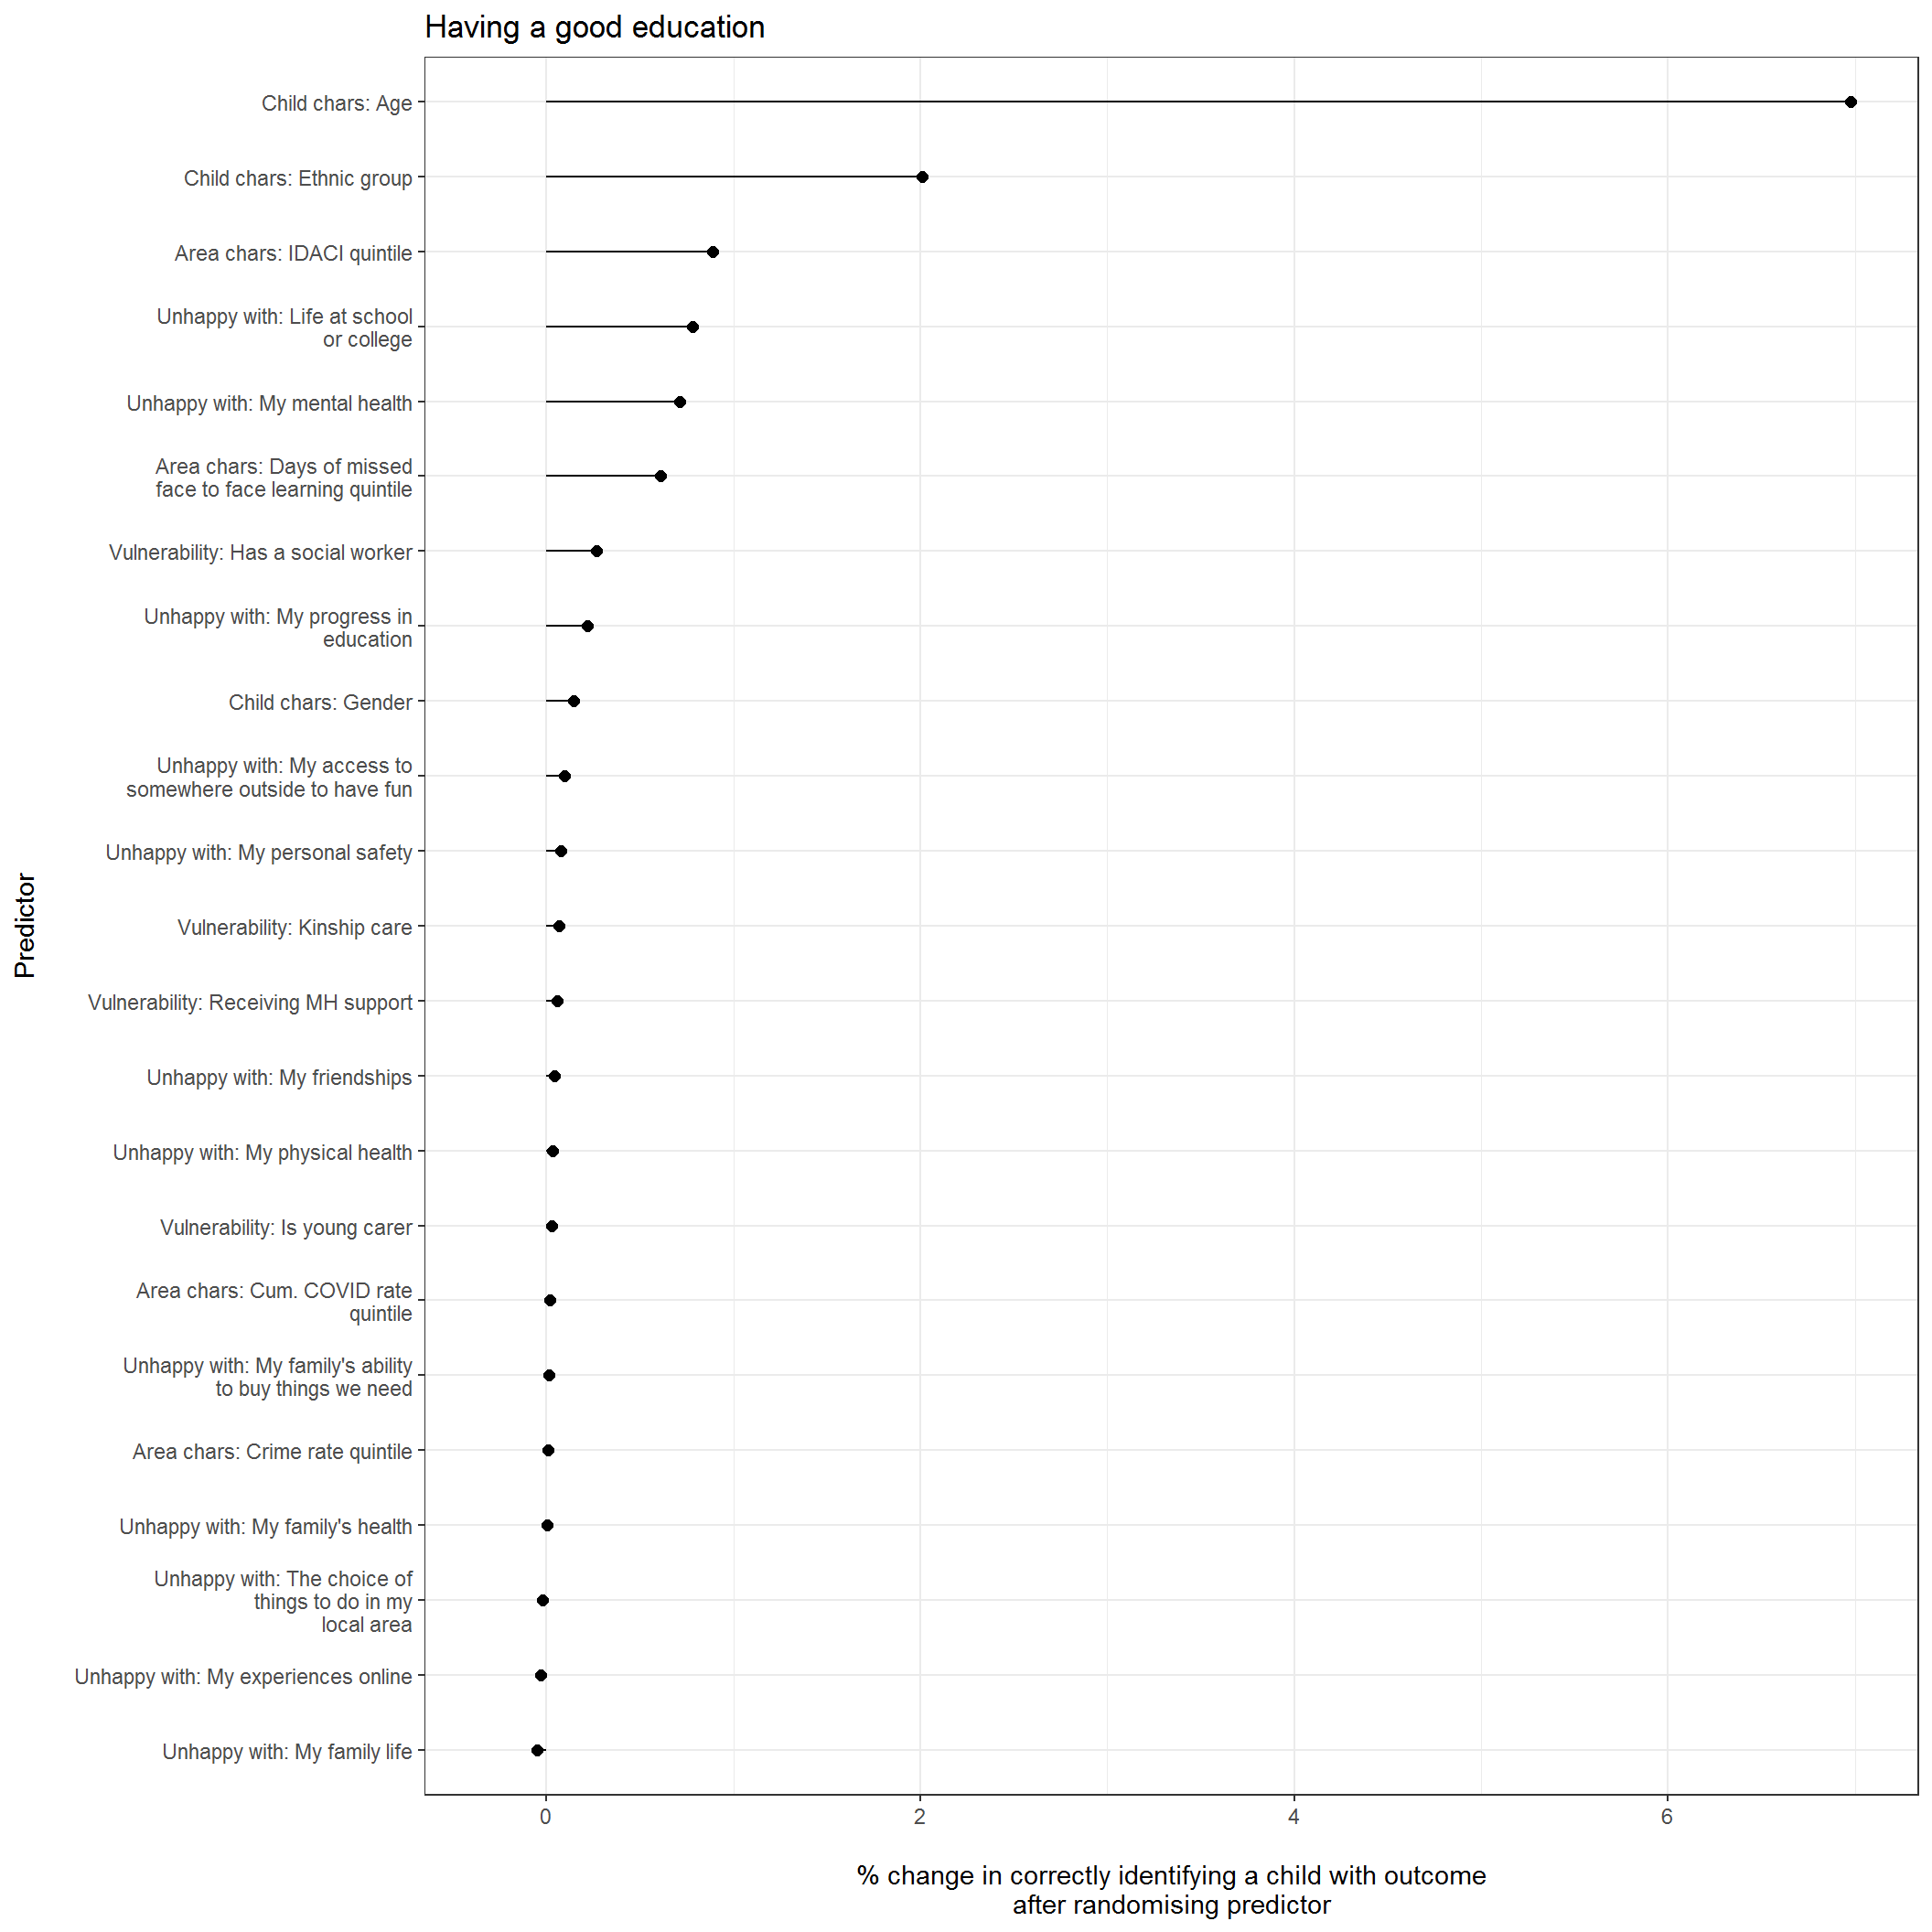 Having a good education
Child chars: Age
Child chars: Ethnic group
Area chars: IDACI quintile
Unhappy with: Life at school
or college
Unhappy with: My mental health
Area chars: Days of missed
face to face learning quintile
Vulnerability: Has a social worker
Unhappy with: My progress in
education
Child chars: Gender
Unhappy with: My access to
somewhere outside to have fun
Unhappy with: My personal safety
Vulnerability: Kinship care
Vulnerability: Receiving MH support
Unhappy with: My friendships
Unhappy with: My physical health
Vulnerability: Is young carer
Area chars: Cum. COVID rate
quintile
Unhappy with: My family's ability
to buy things we need
Area chars: Crime rate quintile
Unhappy with: My family's health
Unhappy with: The choice of
things to do in my
local area
Unhappy with: My experiences online
Unhappy with: My family life
Predictor
0 2 4 6
% change in correctly identifying a child with outcome
after randomising predictor